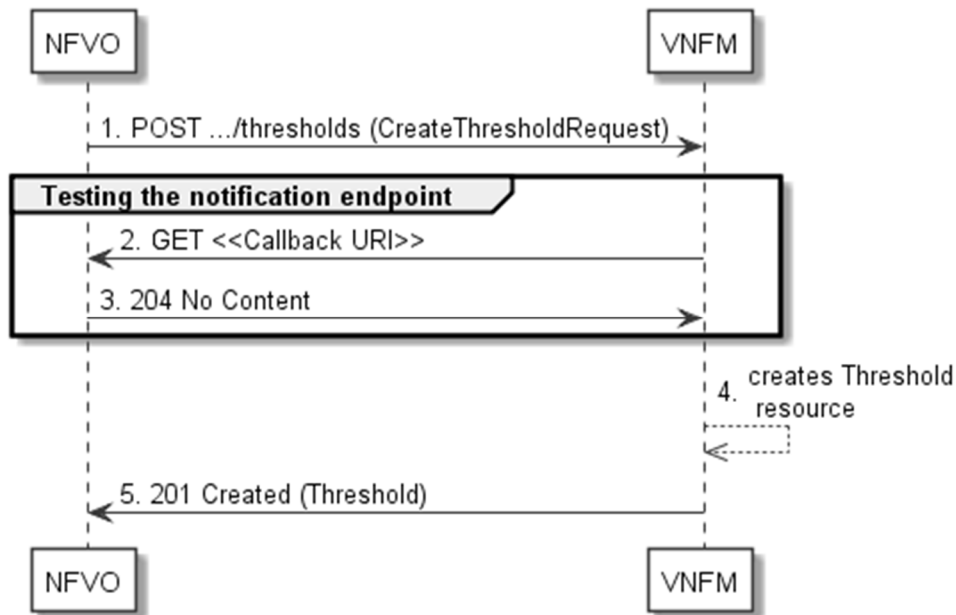 NFVO
VNFM
1. POST .../thresholds (CreateThresholdRequest)
Testing the notification endpoint
2. GET <<Callback URI>>
3. 204 No Content
4. creates Threshold
resource
5. 201 Created (Threshold)
NFVO
VNFM